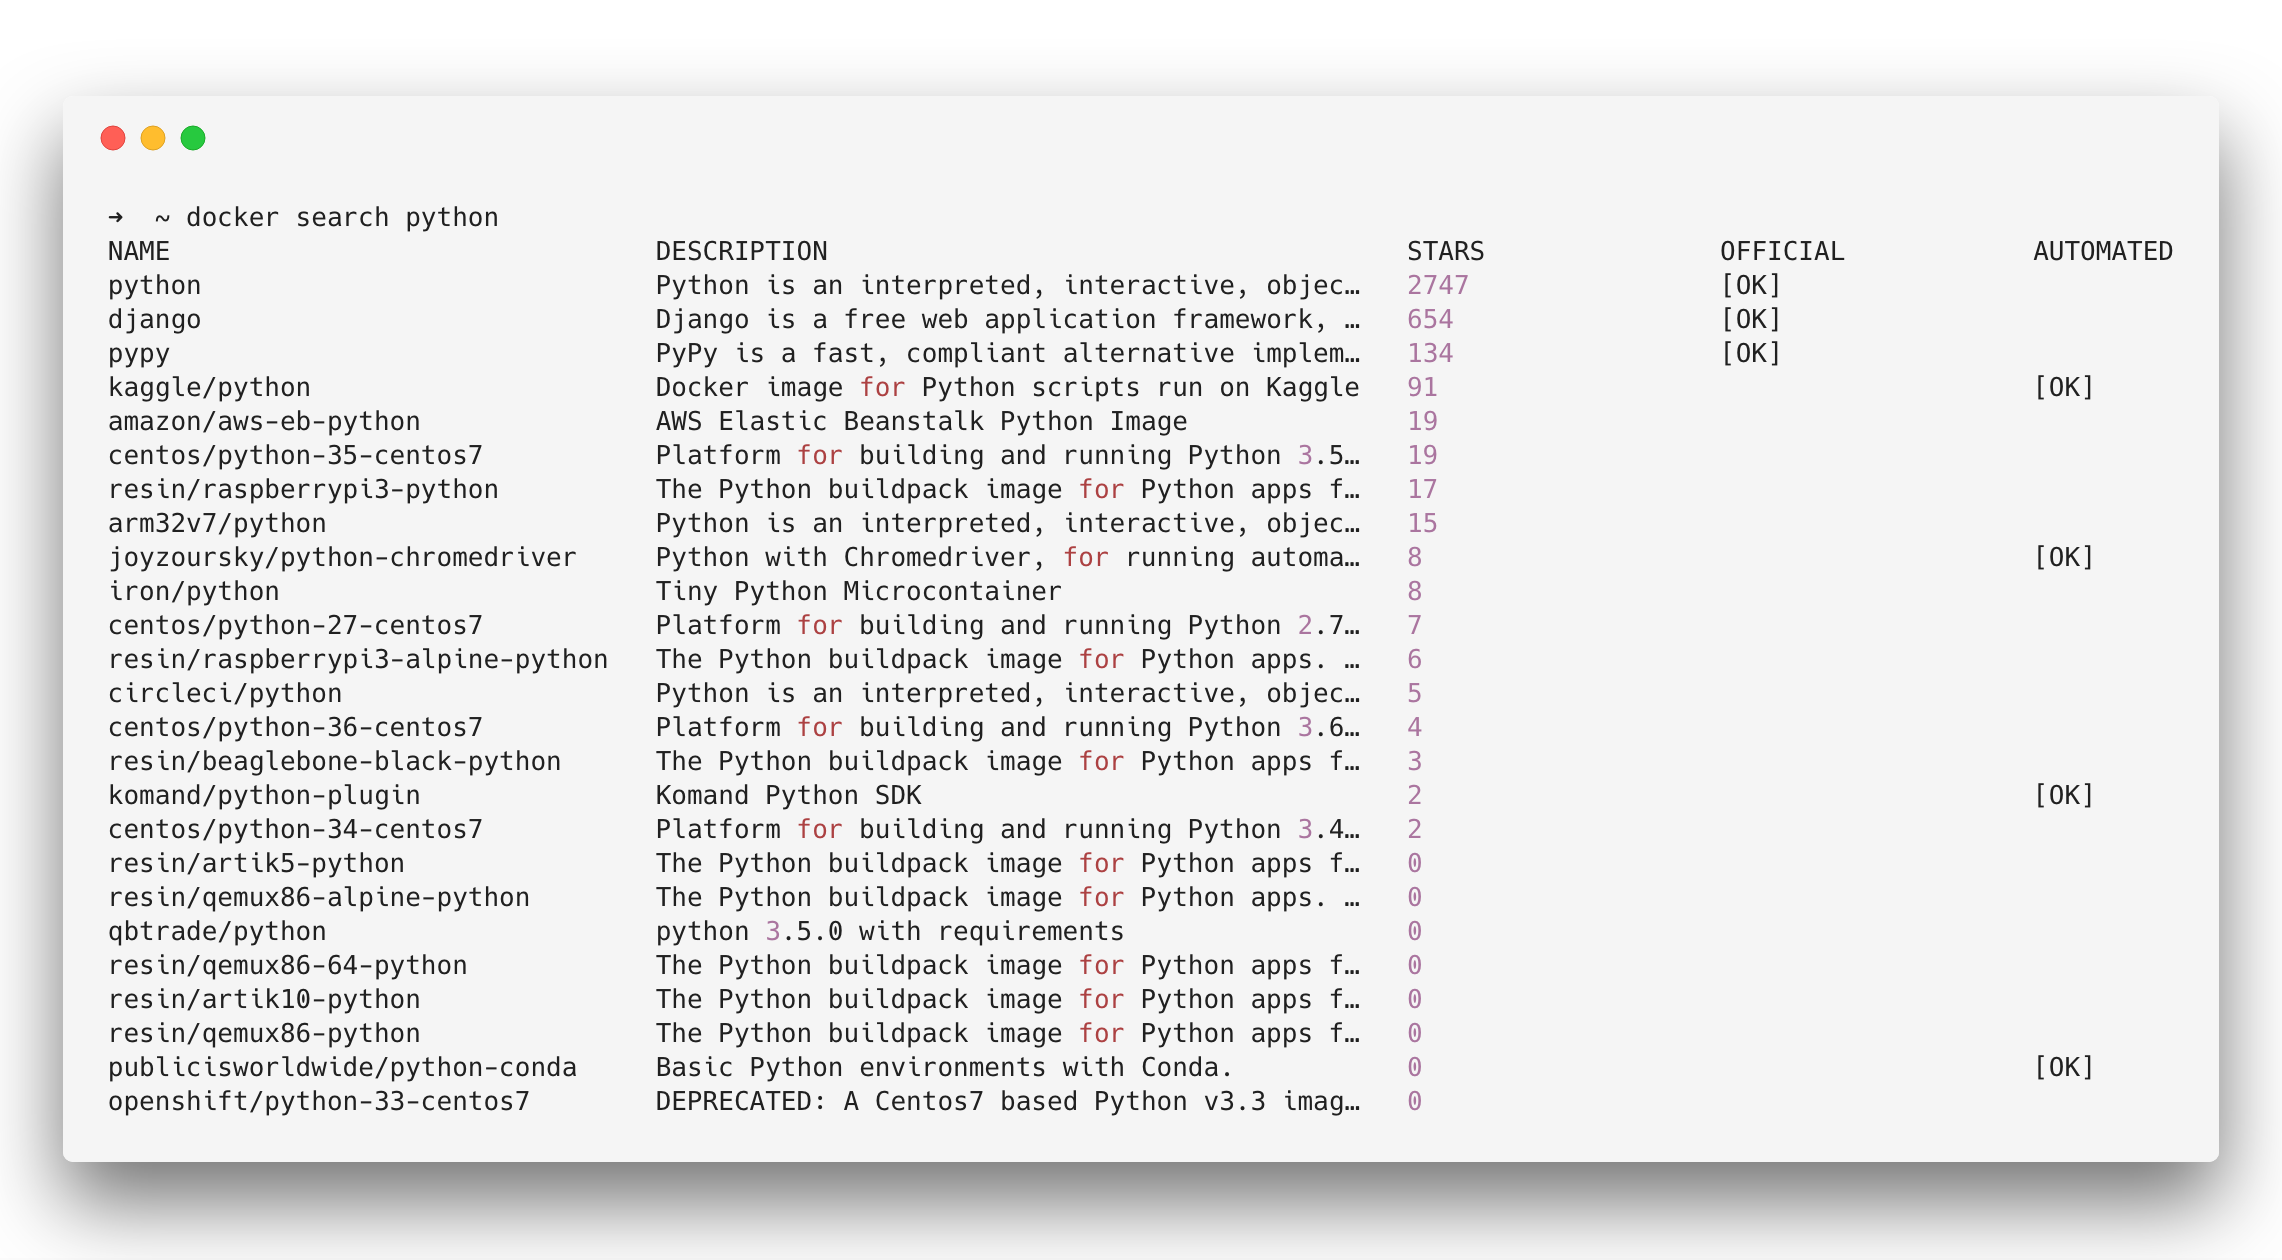 ➜  ~ docker search python
NAME                               DESCRIPTION                                     STARS               OFFICIAL            AUTOMATED
python                             Python is an interpreted, interactive, objec…   2747                [OK]
django                             Django is a free web application framework, …   654                 [OK]
pypy                               PyPy is a fast, compliant alternative implem…   134                 [OK]
kaggle/python                      Docker image for Python scripts run on Kaggle   91                                      [OK]
amazon/aws-eb-python               AWS Elastic Beanstalk Python Image              19
centos/python-35-centos7           Platform for building and running Python 3.5…   19
resin/raspberrypi3-python          The Python buildpack image for Python apps f…   17
arm32v7/python                     Python is an interpreted, interactive, objec…   15
joyzoursky/python-chromedriver     Python with Chromedriver, for running automa…   8                                       [OK]
iron/python                        Tiny Python Microcontainer                      8
centos/python-27-centos7           Platform for building and running Python 2.7…   7
resin/raspberrypi3-alpine-python   The Python buildpack image for Python apps. …   6
circleci/python                    Python is an interpreted, interactive, objec…   5
centos/python-36-centos7           Platform for building and running Python 3.6…   4
resin/beaglebone-black-python      The Python buildpack image for Python apps f…   3
komand/python-plugin               Komand Python SDK                               2                                       [OK]
centos/python-34-centos7           Platform for building and running Python 3.4…   2
resin/artik5-python                The Python buildpack image for Python apps f…   0
resin/qemux86-alpine-python        The Python buildpack image for Python apps. …   0
qbtrade/python                     python 3.5.0 with requirements                  0
resin/qemux86-64-python            The Python buildpack image for Python apps f…   0
resin/artik10-python               The Python buildpack image for Python apps f…   0
resin/qemux86-python               The Python buildpack image for Python apps f…   0
publicisworldwide/python-conda     Basic Python environments with Conda.           0                                       [OK]
openshift/python-33-centos7        DEPRECATED: A Centos7 based Python v3.3 imag…   0